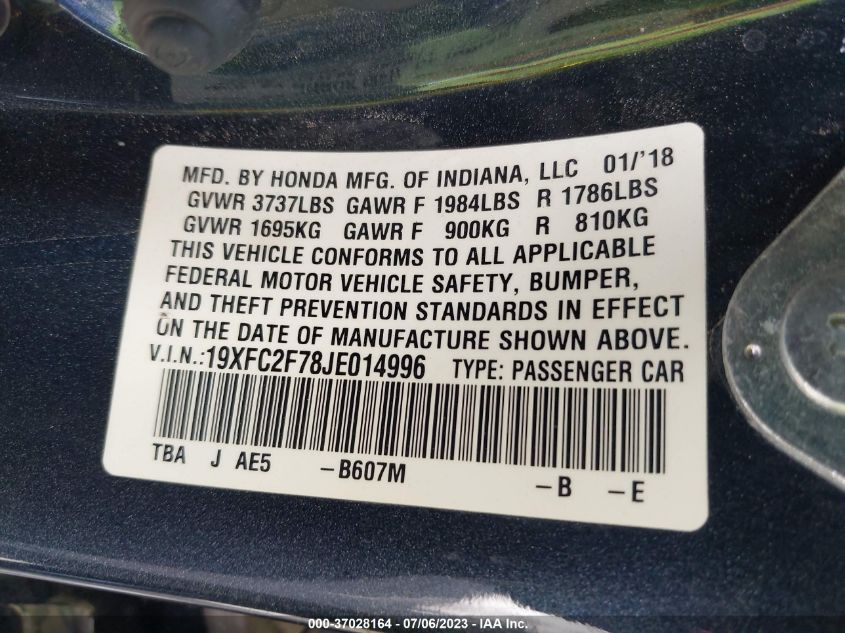 MFD. BY HONDA MFG. OF INDIANA, LLC 01/'18
GVWR 3737LBS GAWR F 1984LBS R 1786LBS
GVWR 1695KG GAWR F 900KG R 810KG
THIS VEHICLE CONFORMS TO ALL APPLICABLE
FEDERAL MOTOR VEHICLE SAFETY, BUMPER,
AND THEFT PREVENTION STANDARDS IN EFFECT
ON THE DATE OF MANUFACTURE SHOWN ABOVE.
V.I.N.:19XFC2F78JE014996 TYPE: PASSENGER CAR
TBA J AE5 -B607M -B -E
000-37028164 - 07/06/2023 - IAA Inc.